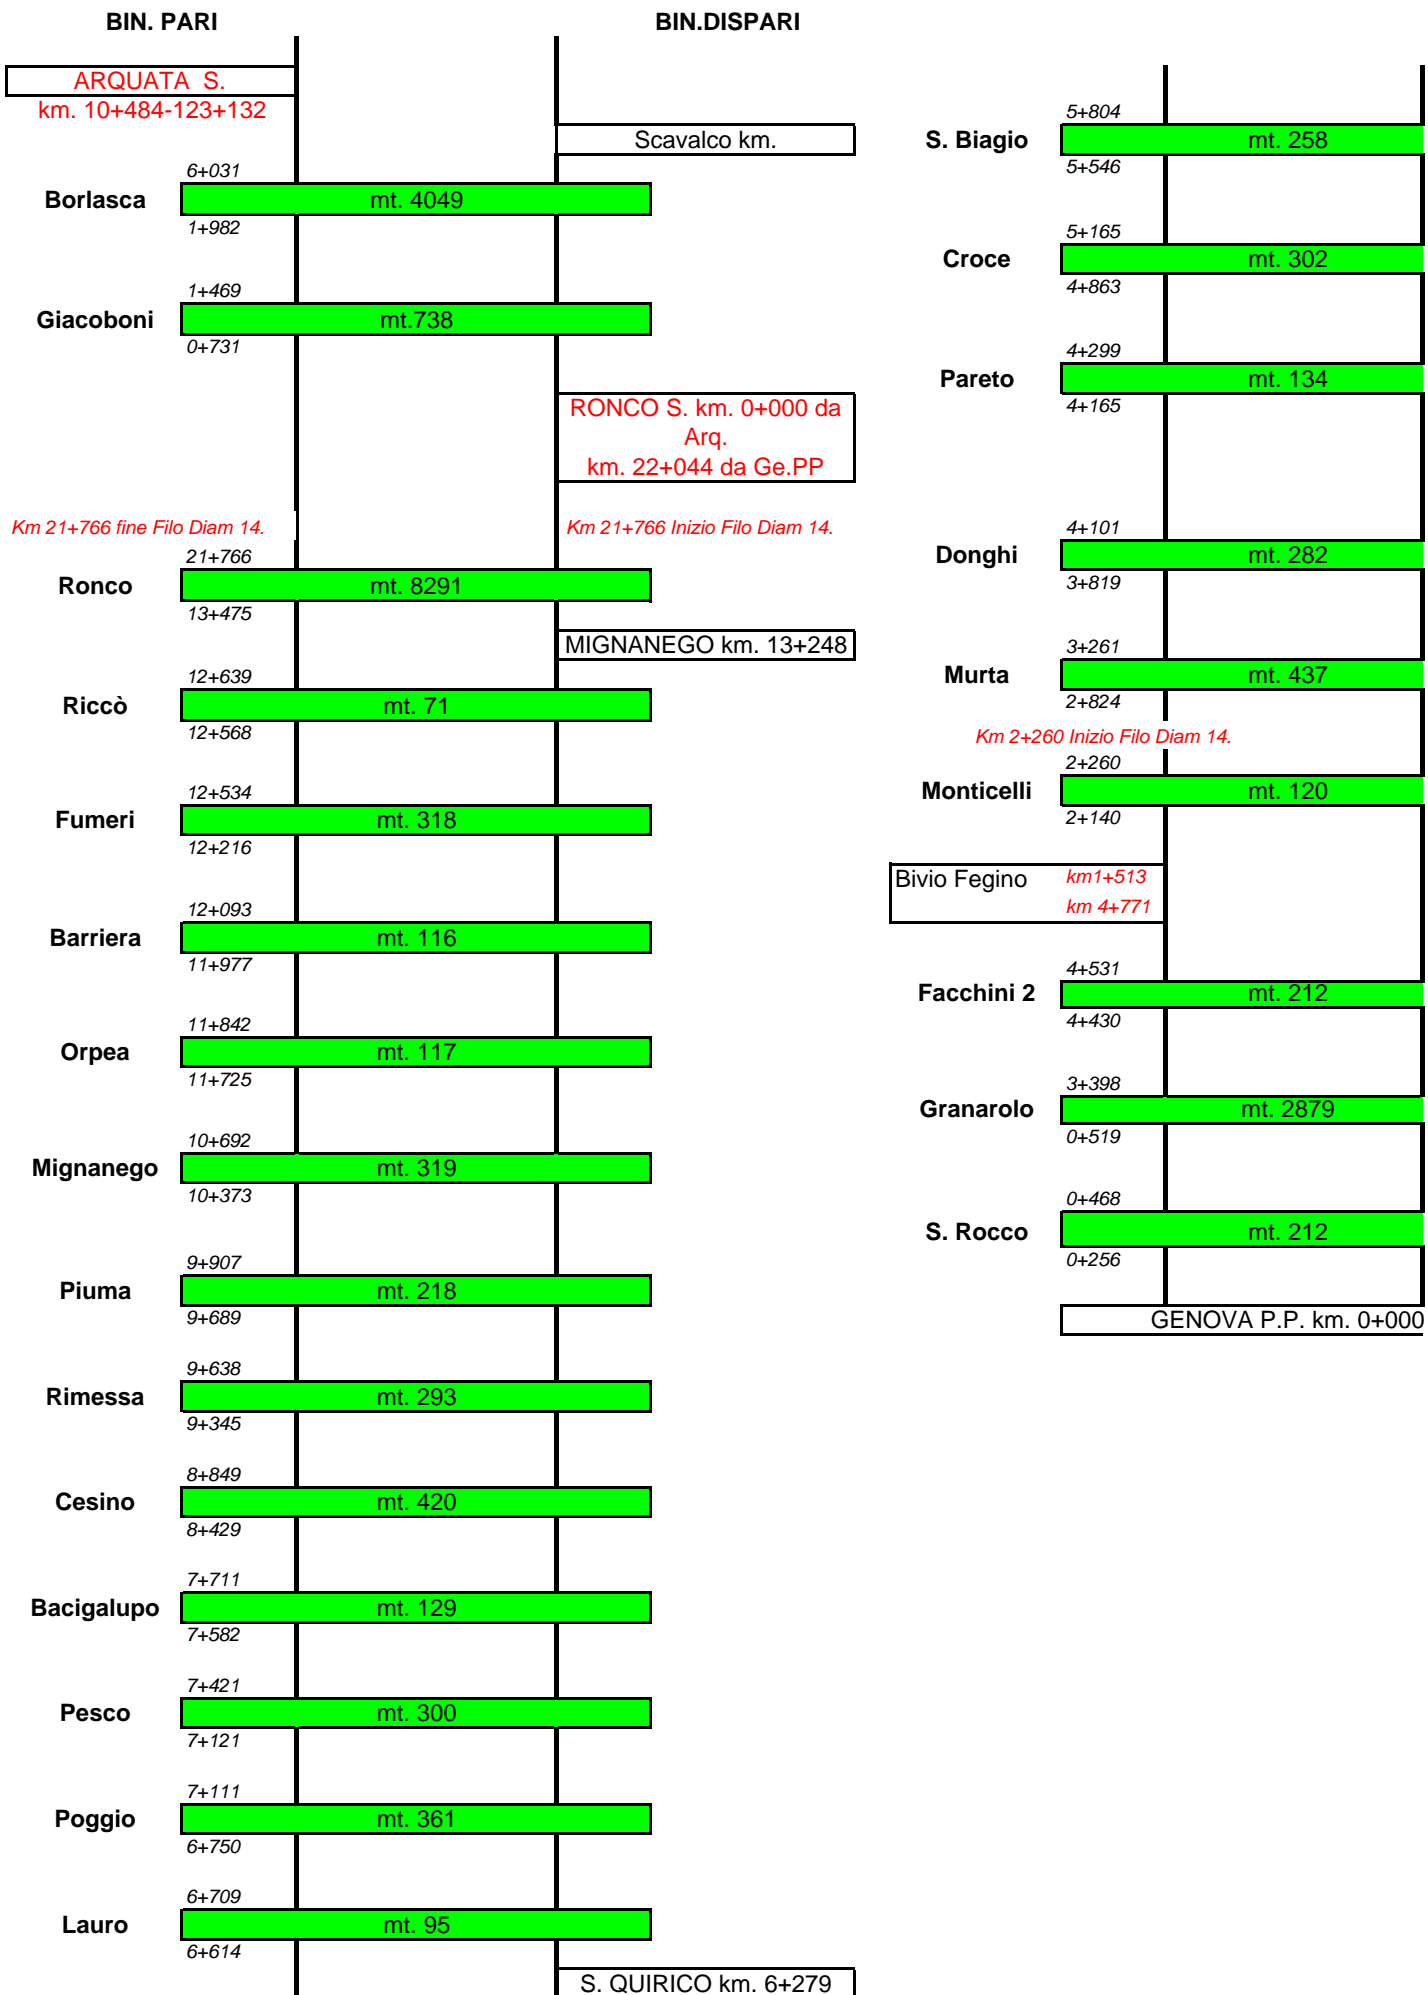 BIN. PARI
BIN.DISPARI
ARQUATA S.
km. 10+484-123+132
Scavalco km.
6+031
Borlasca
mt. 4049
1+982
1+469
Giacoboni
mt.738
0+731
RONCO S. km. 0+000 da
Arq.
km. 22+044 da Ge.PP
Km 21+766 fine Filo Diam 14.
Km 21+766 Inizio Filo Diam 14.
21+766
Ronco
mt. 8291
13+475
MIGNANEGO km. 13+248
12+639
Riccò
mt. 71
12+568
12+534
Fumeri
mt. 318
12+216
12+093
Barriera
mt. 116
11+977
11+842
Orpea
mt. 117
11+725
10+692
Mignanego
mt. 319
10+373
9+907
Piuma
mt. 218
9+689
9+638
Rimessa
mt. 293
9+345
8+849
Cesino
mt. 420
8+429
7+711
Bacigalupo
mt. 129
7+582
7+421
Pesco
mt. 300
7+121
7+111
Poggio
mt. 361
6+750
6+709
Lauro
mt. 95
6+614
S. QUIRICO km. 6+279
5+804
S. Biagio
mt. 258
5+546
5+165
Croce
mt. 302
4+863
4+299
Pareto
mt. 134
4+165
4+101
Donghi
mt. 282
3+819
3+261
Murta
mt. 437
2+824
Km 2+260 Inizio Filo Diam 14.
2+260
Monticelli
mt. 120
2+140
Bivio Fegino km1+513
km 4+771
4+531
Facchini 2
mt. 212
4+430
3+398
Granarolo
mt. 2879
0+519
0+468
S. Rocco
mt. 212
0+256
GENOVA P.P. km. 0+000